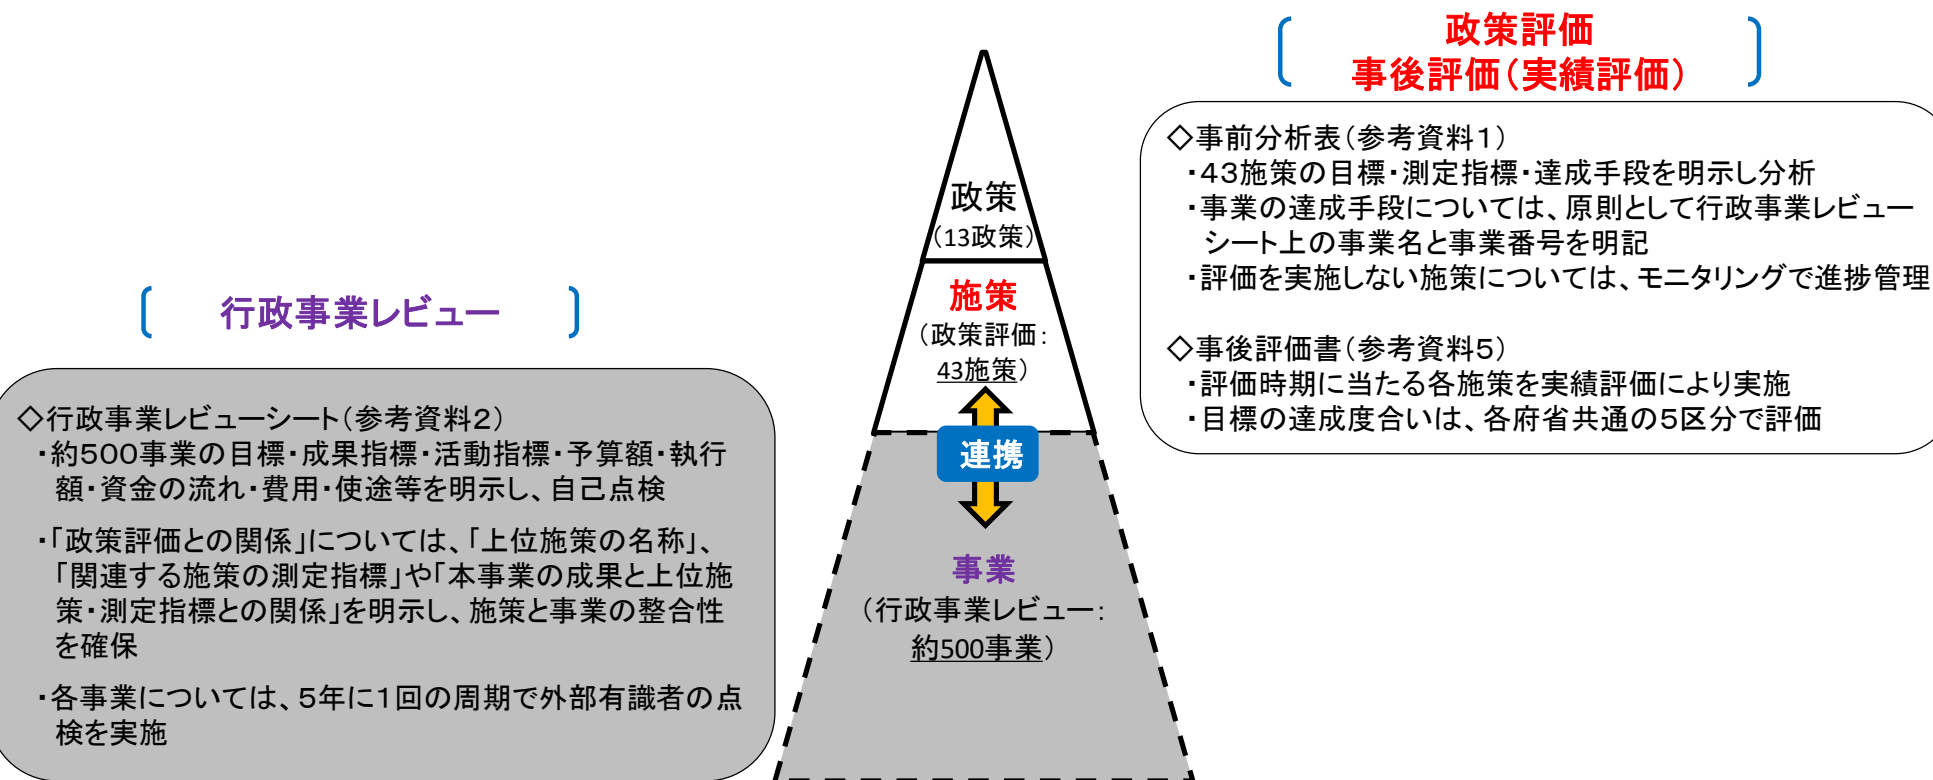 政策評価
事後評価(実績評価)
◇事前分析表(参考資料1)
・43施策の目標・測定指標・達成手段を明示し分析
・事業の達成手段については、原則として行政事業レビュー
シート上の事業名と事業番号を明記
・評価を実施しない施策については、モニタリングで進捗管理
◇事後評価書(参考資料5)
・評価時期に当たる各施策を実績評価により実施
・目標の達成度合いは、各府省共通の5区分で評価
政策
(13政策)
施策
(政策評価:
43施策)
連携
事業
(行政事業レビュー:
約500事業)
行政事業レビュー
◇行政事業レビューシート(参考資料2)
・約500事業の目標・成果指標・活動指標・予算額・執行
額・資金の流れ・費用・使途等を明示し、自己点検
・「政策評価との関係」については、「上位施策の名称」、
「関連する施策の測定指標」や「本事業の成果と上位施
策・測定指標との関係」を明示し、施策と事業の整合性
を確保
・各事業については、5年に1回の周期で外部有識者の点
検を実施